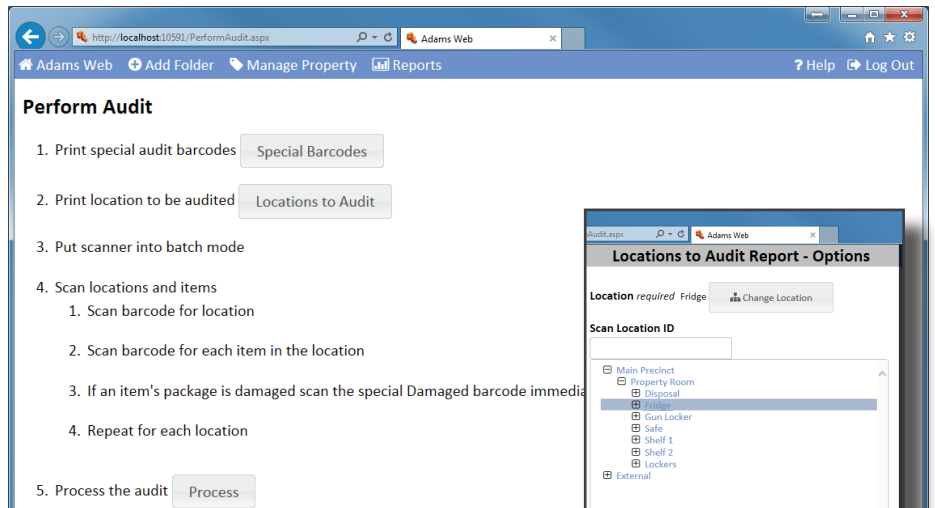 http://localhost:10591/PerformAudit.aspx
Adams Web
Adams Web Add Folder Manage Property Reports ? Help Log Out
Perform Audit
1. Print special audit barcodes Special Barcodes
2. Print location to be audited Locations to Audit
3. Put scanner into batch mode
4. Scan locations and items
1. Scan barcode for location
2. Scan barcode for each item in the location
3. If an item's package is damaged scan the special Damaged barcode immedia
4. Repeat for each location
5. Process the audit Process
Audit.aspx
Adams Web
Locations to Audit Report - Options
Location required Fridge Change Location
Scan Location ID
Main Precinct
Property Room
Disposal
Fridge
Gun Locker
Safe
Shelf 1
Shelf 2
Lockers
External